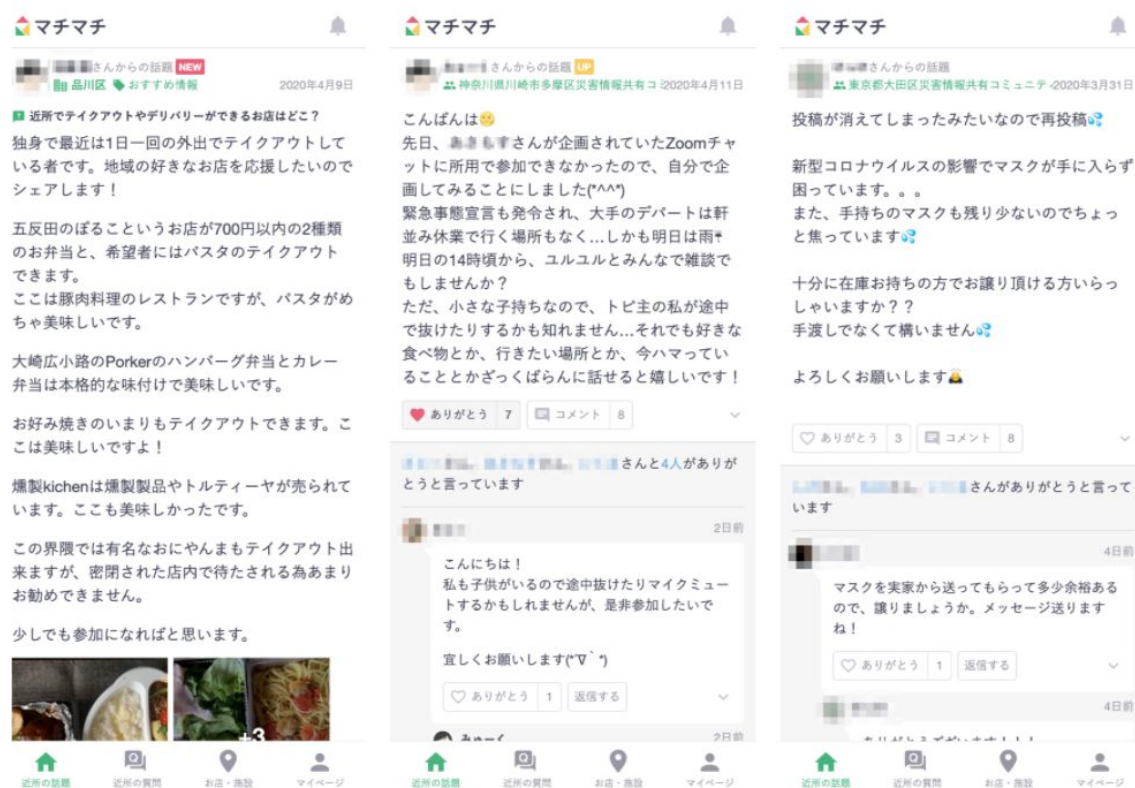 マチマチ
さんからの話題 NEW
品川区 おすすめ情報 2020年4月9日
近所でテイクアウトやデリバリーができるお店はどこ?
独身で最近は1日一回の外出でテイクアウトして
いる者です。地域の好きなお店を応援したいので
シェアします!
五反田のぽるこというお店が700円以内の2種類
のお弁当と、希望者にはパスタのテイクアウト
できます。
ここは豚肉料理のレストランですが、パスタがめ
ちゃ美味しいです。
大崎広小路のPorkerのハンバーグ弁当とカレー
弁当は本格的な味付けで美味しいです。
お好み焼きのいまりもテイクアウトできます。こ
こは美味しいですよ!
燻製kichenは燻製製品やトルティーヤが売られて
います。ここも美味しかったです。
この界隈では有名なおにやんまもテイクアウト出
来ますが、密閉された店内で待たされる為あまり
お勧めできません。
少しでも参加になればと思います。
+3
近所の話題 近所の質問 お店・施設 マイページ
マチマチ
さんからの話題 UP
神奈川県川崎市多摩区災害情報共有コミ 2020年4月11日
こんばんは
先日、さんが企画されていたZoomチャ
ットに所用で参加できなかったので、自分で企
画してみることにしました(*^^*)
緊急事態宣言も発令され、大手のデパートは軒
並み休業で行く場所もなく…しかも明日は雨☂
明日の14時頃から、ユルユルとみんなで雑談で
もしませんか?
ただ、小さな子持ちなので、トピ主の私が途中
で抜けたりするかも知れません…それでも好きな
食べ物とか、行きたい場所とか、今ハマってい
ることとかざっくばらんに話せると嬉しいです!
ありがとう 7 コメント 8
さんと4人がありが
とうと言っています
2日前
こんにちは!
私も子供がいるので途中抜けたりマイクミュー
トするかもしれませんが、是非参加したいで
す。
宜しくお願いします(*´∇｀*)
ありがとう 1 返信する
みゅーく 2日前
近所の話題 近所の質問 お店・施設 マイページ
マチマチ
さんからの話題
東京都大田区災害情報共有コミュニテ 2020年3月31日
投稿が消えてしまったみたいなので再投稿💦
新型コロナウイルスの影響でマスクが手に入らず
困っています。。。
また、手持ちのマスクも残り少ないのでちょっ
と焦っています💦
十分に在庫お持ちの方でお譲り頂ける方いらっ
しゃいますか??
手渡しでなくて構いません💦
よろしくお願いします🙇
ありがとう 3 コメント 8
さんがありがとうと言って
います
4日前
マスクを実家から送ってもらって多少余裕ある
ので、譲りましょうか。メッセージ送ります
ね!
ありがとう 1 返信する
4日前
ありがとうございます!!!
近所の話題 近所の質問 お店・施設 マイページ